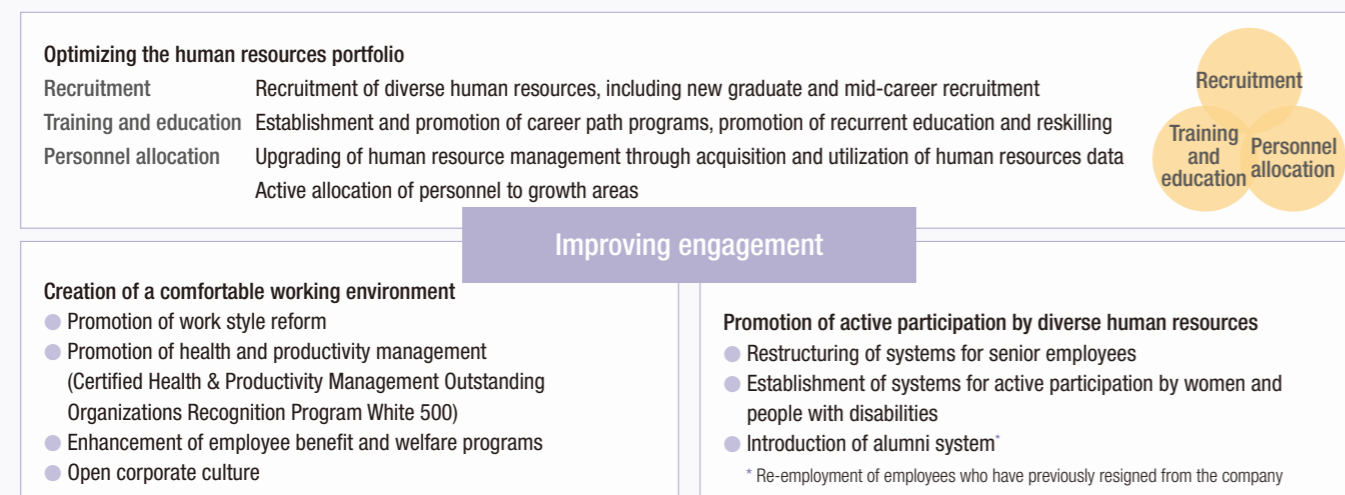 Optimizing the human resources portfolio
Recruitment Recruitment of diverse human resources, including new graduate and mid-career recruitment
Training and education Establishment and promotion of career path programs, promotion of recurrent education and reskilling
Personnel allocation Upgrading of human resource management through acquisition and utilization of human resources data
Active allocation of personnel to growth areas
Recruitment
Training
and
education
Personnel
allocation
Improving engagement
Creation of a comfortable working environment
● Promotion of work style reform
● Promotion of health and productivity management
(Certified Health & Productivity Management Outstanding
Organizations Recognition Program White 500)
● Enhancement of employee benefit and welfare programs
● Open corporate culture
Promotion of active participation by diverse human resources
● Restructuring of systems for senior employees
● Establishment of systems for active participation by women and
people with disabilities
● Introduction of alumni system*
* Re-employment of employees who have previously resigned from the company